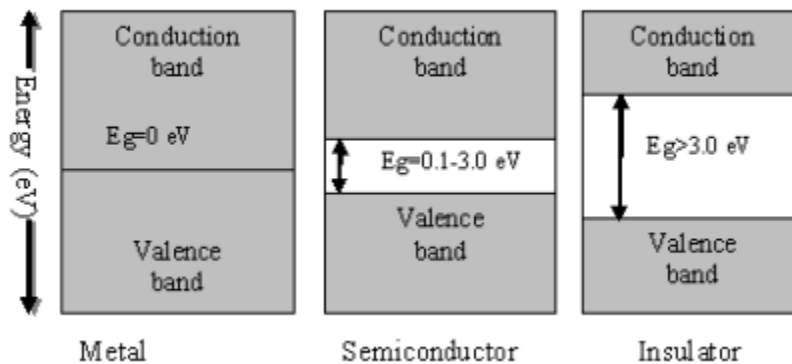 Energy (eV)
Conduction
band
Eg=0 eV
Valence
band
Metal
Conduction
band
Eg=0.1-3.0 eV
Valence
band
Semiconductor
Conduction
band
Eg>3.0 eV
Valence
band
Insulator